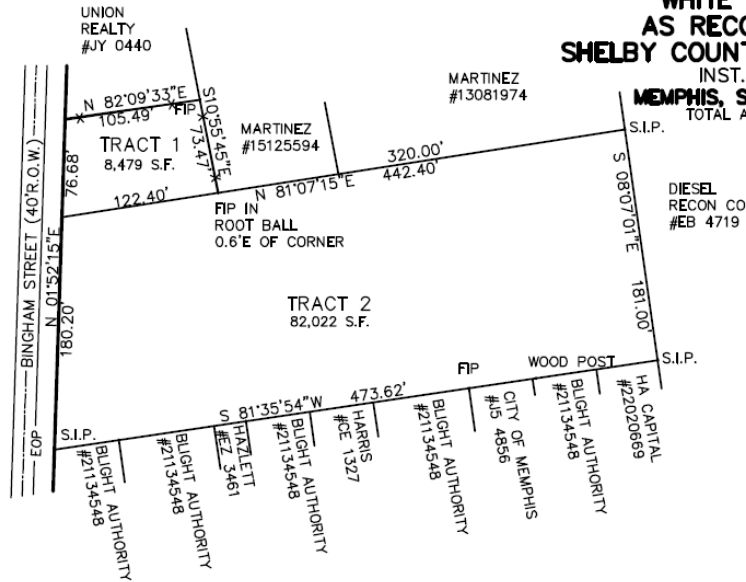 UNION
REALTY
#JY 0440
WHITE
AS RECO
SHELBY COUNT
INST.
MEMPHIS, S
TOTAL A
MARTINEZ
#13081974
N 82°09'33"E
105.49'
FIP
S10°55'45"E
73.47'
TRACT 1
8,479 S.F.
MARTINEZ
#15125594
S.I.P.
76.68'
320.00'
442.40'
N 81°07'15"E
122.40'
FIP IN
ROOT BALL
0.6'E OF CORNER
S 08°07'01"E
181.00'
DIESEL
RECON CO
#EB 4719
BINGHAM STREET (40'R.O.W.)
N 01°52'15"E
180.20'
TRACT 2
82,022 S.F.
EOP
S.I.P.
S 81°35'54"W
473.62'
FIP
WOOD POST
S.I.P.
BLIGHT AUTHORITY
#21134548
BLIGHT AUTHORITY
#21134548
HAZLETT
#EZ 3461
BLIGHT AUTHORITY
#21134548
HARRIS
#CE 1327
BLIGHT AUTHORITY
#21134548
CITY OF MEMPHIS
#J5 4856
BLIGHT AUTHORITY
#21134548
HA CAPITAL
#22020669